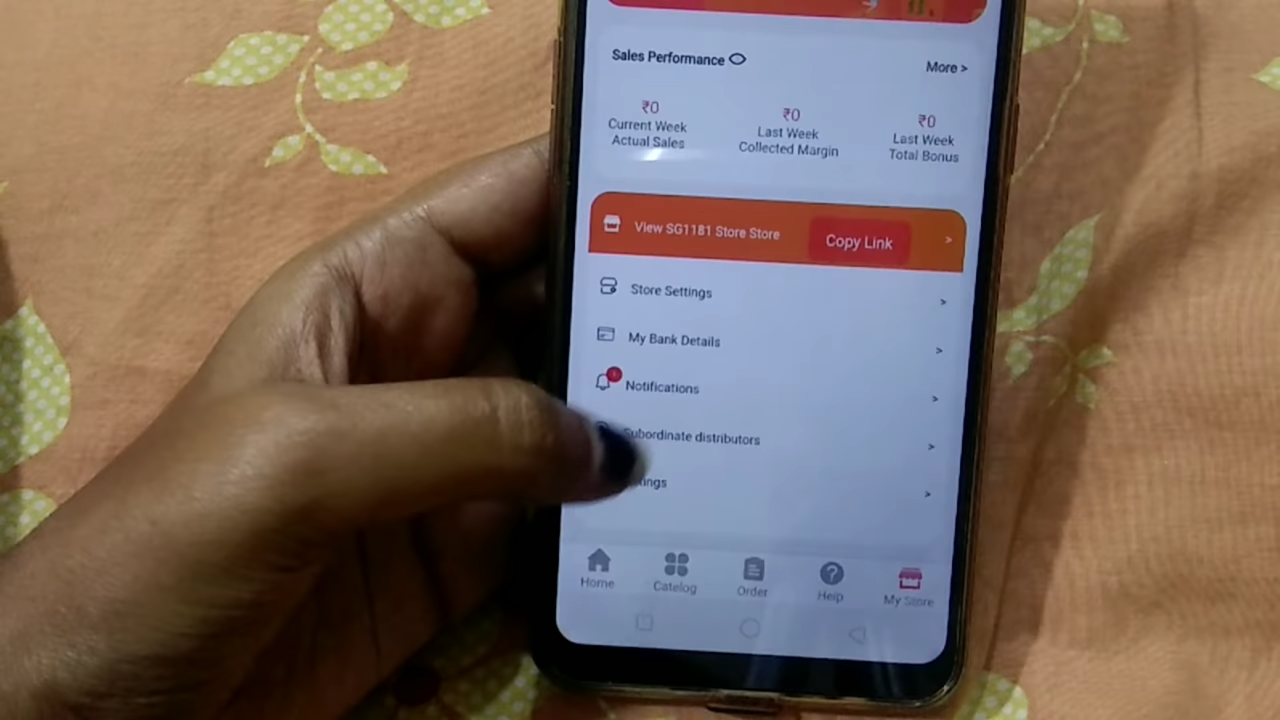 Sales Performance
More >
₹0
Current Week
Actual Sales
₹0
Last Week
Collected Margin
₹0
Last Week
Total Bonus
View SG1181 Store Store
Copy Link
>
Store Settings
>
My Bank Details
>
Notifications
>
Subordinate distributors
>
ings
>
Home
Catalog
Order
Help
My Store